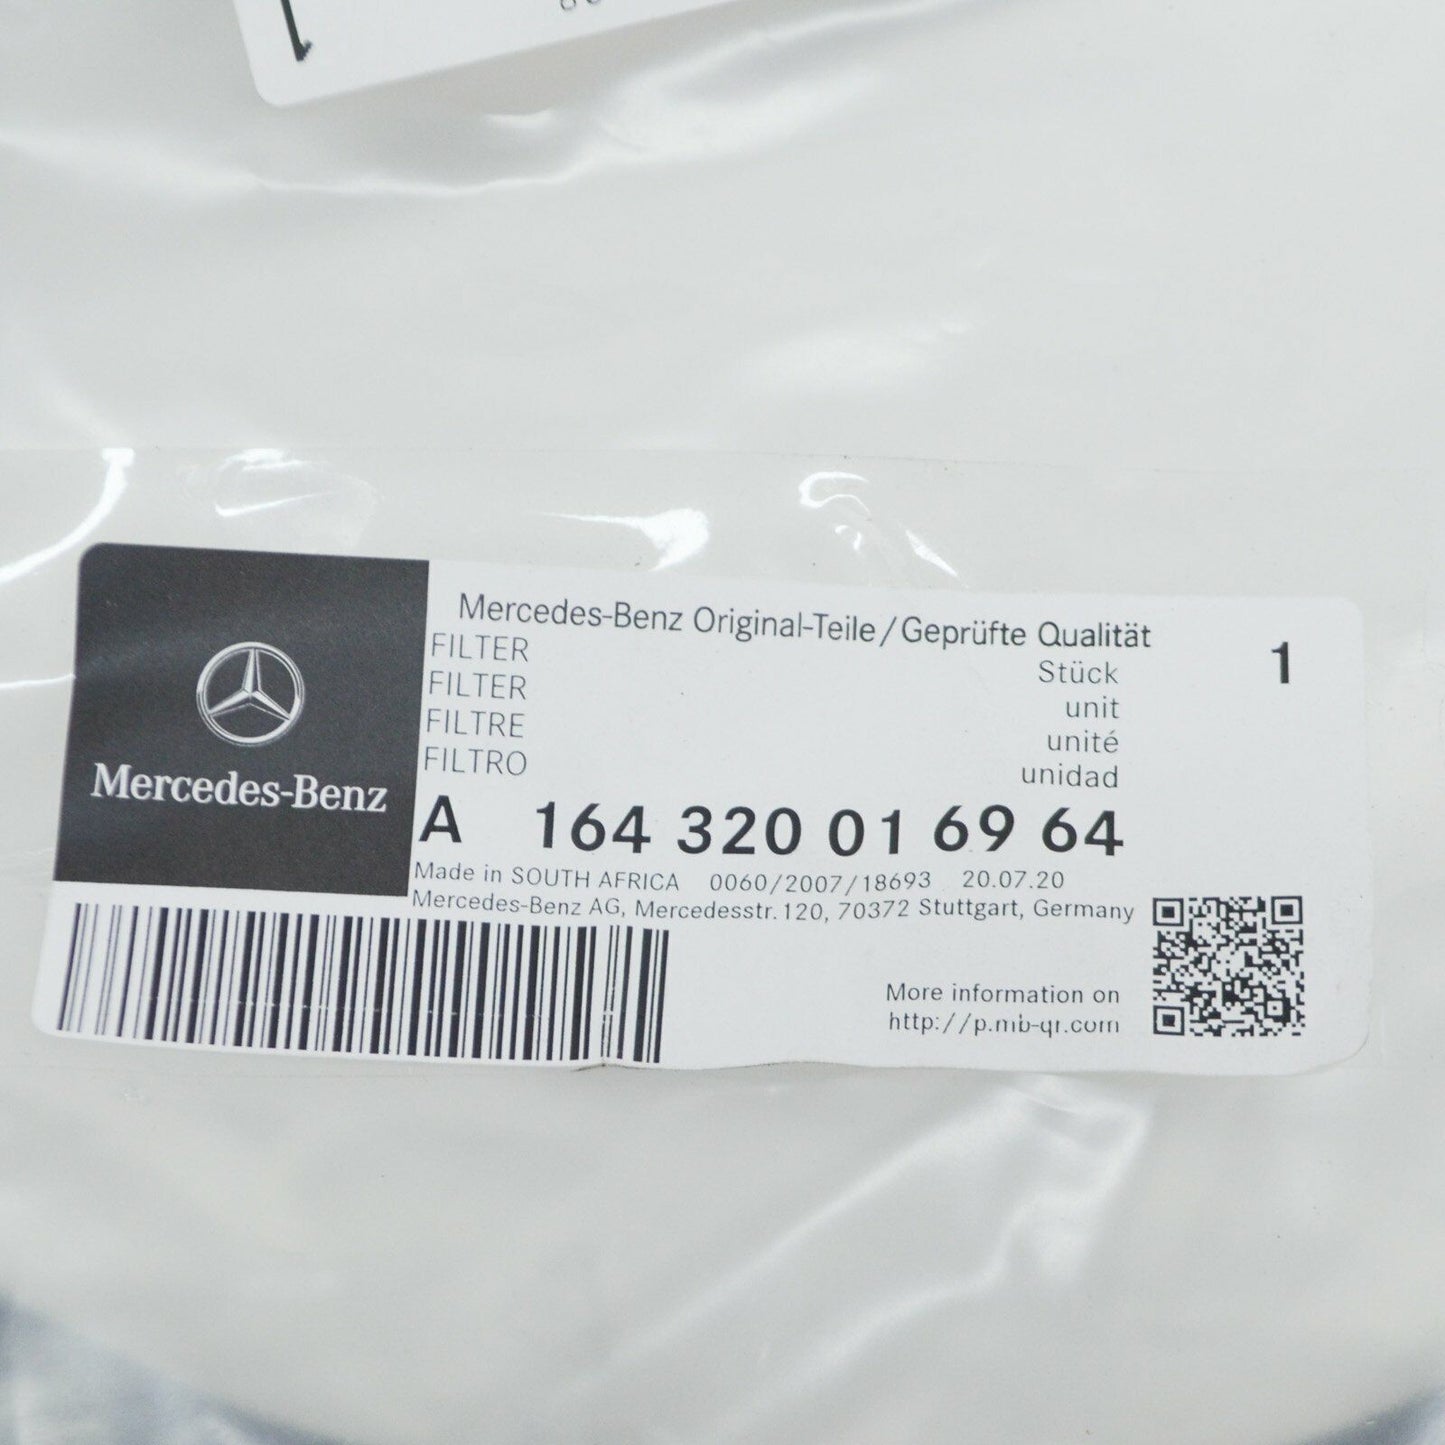 Mercedes-Benz
Mercedes-Benz Original-Teile/Geprüfte Qualität
FILTER
FILTER
FILTRE
FILTRO
Stück
unit
unité
unidad
1
A 164 320 01 69 64
Made in SOUTH AFRICA 0060/2007/18693 20.07.20
Mercedes-Benz AG, Mercedesstr. 120, 70372 Stuttgart, Germany
More information on
http://p.mb-qr.com